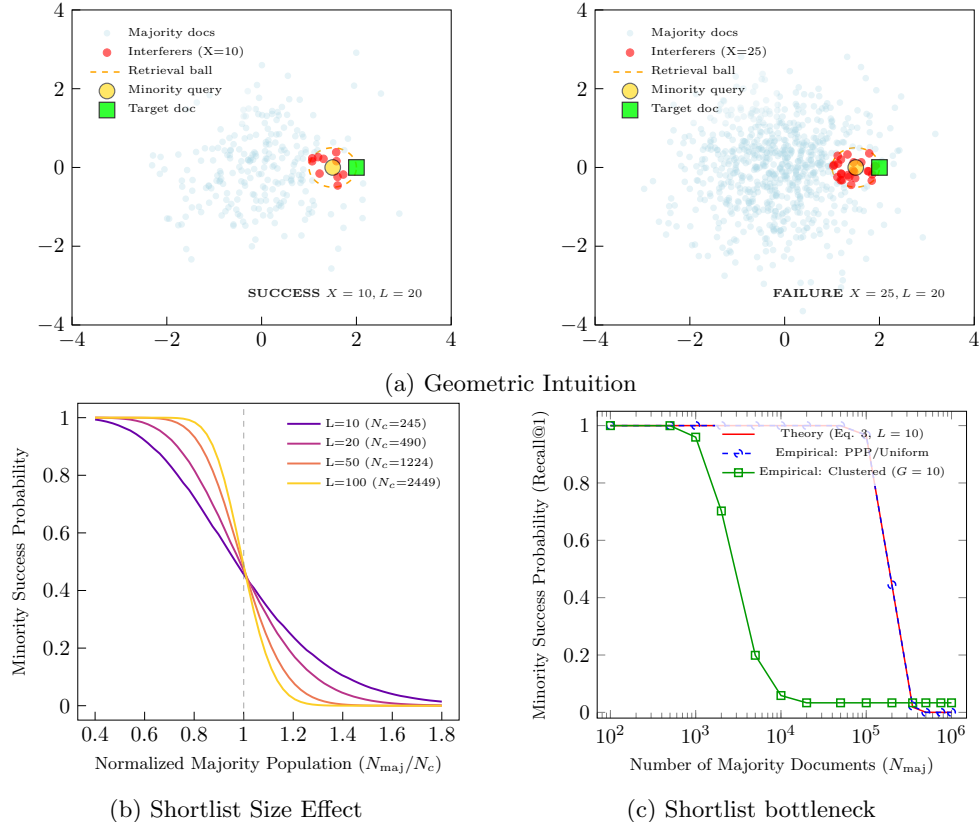 Majority docs
Interferers (X=10)
Retrieval ball
Minority query
Target doc
SUCCESS X = 10, L = 20
4
2
0
−2
−4
−4
−2
0
2
4
Majority docs
Interferers (X=25)
Retrieval ball
Minority query
Target doc
FAILURE X = 25, L = 20
4
2
0
−2
−4
−4
−2
0
2
4
(a) Geometric Intuition
Minority Success Probability
1
0.8
0.6
0.4
0.2
0
L=10 (N_c=245)
L=20 (N_c=490)
L=50 (N_c=1224)
L=100 (N_c=2449)
0.4 0.6 0.8 1 1.2 1.4 1.6 1.8
Normalized Majority Population (N_maj/N_c)
(b) Shortlist Size Effect
Minority Success Probability (Recall@1)
1
0.8
0.6
0.4
0.2
0
Theory (Eq. 3, L = 10)
Empirical: PPP/Uniform
Empirical: Clustered (G = 10)
10^2 10^3 10^4 10^5 10^6
Number of Majority Documents (N_maj)
(c) Shortlist bottleneck